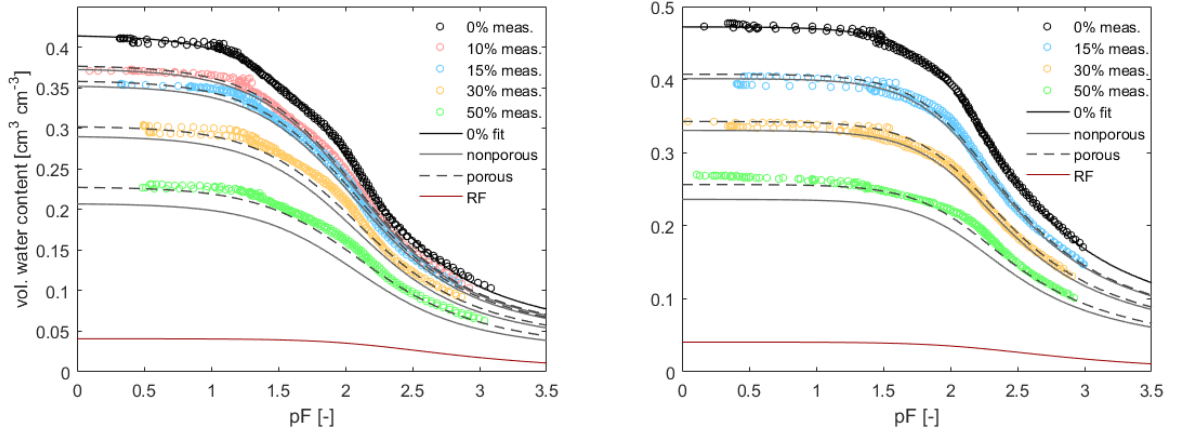 vol. water content [cm³ cm⁻³]
0.4
0.35
0.3
0.25
0.2
0.15
0.1
0.05
0
0 0.5 1 1.5 2 2.5 3 3.5
pF [-]
0% meas.
10% meas.
15% meas.
30% meas.
50% meas.
0% fit
nonporous
porous
RF
0.5
0.4
0.3
0.2
0.1
0
0 0.5 1 1.5 2 2.5 3 3.5
pF [-]
0% meas.
15% meas.
30% meas.
50% meas.
0% fit
nonporous
porous
RF